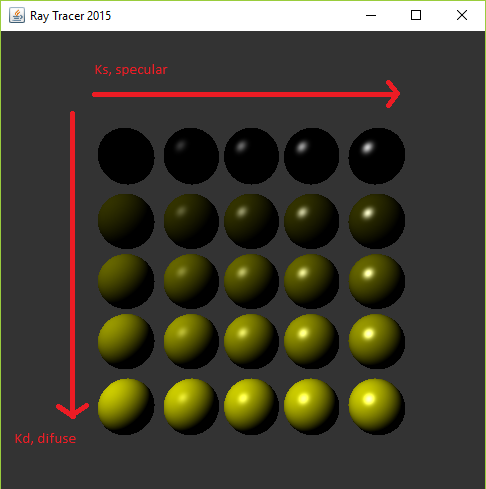 Ray Tracer 2015
Ks, specular
Kd, difuse